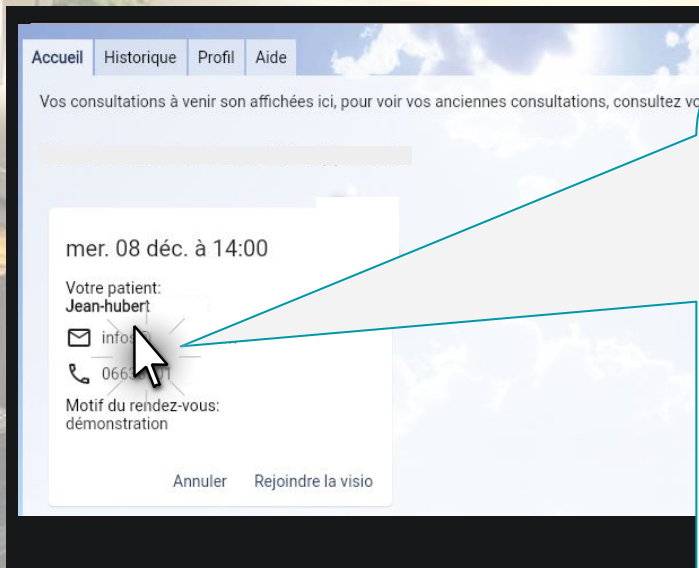 Accueil Historique Profil Aide
Vos consultations à venir son affichées ici, pour voir vos anciennes consultations, consultez
mer. 08 déc. à 14:00
Votre patient:
Jean-hubert
Motif du rendez-vous:
démonstration
Annuler Rejoindre la visio